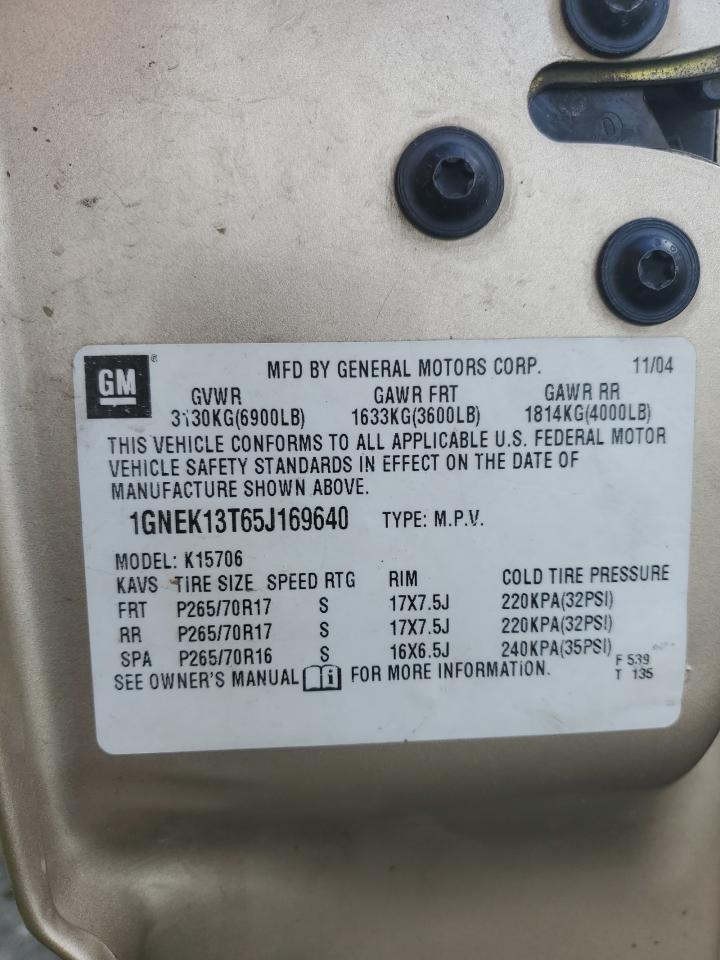 GM® MFD BY GENERAL MOTORS CORP. 11/04
GVWR GAWR FRT GAWR RR
3130KG(6900LB) 1633KG(3600LB) 1814KG(4000LB)
THIS VEHICLE CONFORMS TO ALL APPLICABLE U.S. FEDERAL MOTOR
VEHICLE SAFETY STANDARDS IN EFFECT ON THE DATE OF
MANUFACTURE SHOWN ABOVE.
1GNEK13T65J169640 TYPE: M.P.V.
MODEL: K15706
KAVS TIRE SIZE SPEED RTG RIM COLD TIRE PRESSURE
FRT P265/70R17 S 17X7.5J 220KPA(32PSI)
RR P265/70R17 S 17X7.5J 220KPA(32PSI)
SPA P265/70R16 S 16X6.5J 240KPA(35PSI)
SEE OWNER'S MANUAL i FOR MORE INFORMATION.
F 539
T 135